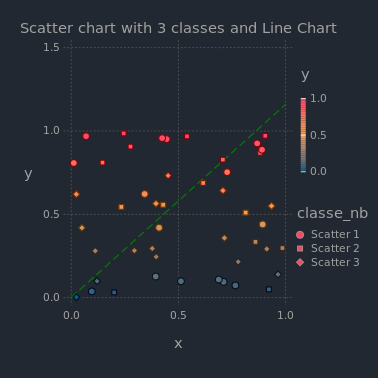 Scatter chart with 3 classes and Line Chart
1.5
y
1.0
y
1.0
0.5
0.5
0.0
classe_nb
Scatter 1
Scatter 2
Scatter 3
0.0
0.0
0.5
1.0
x